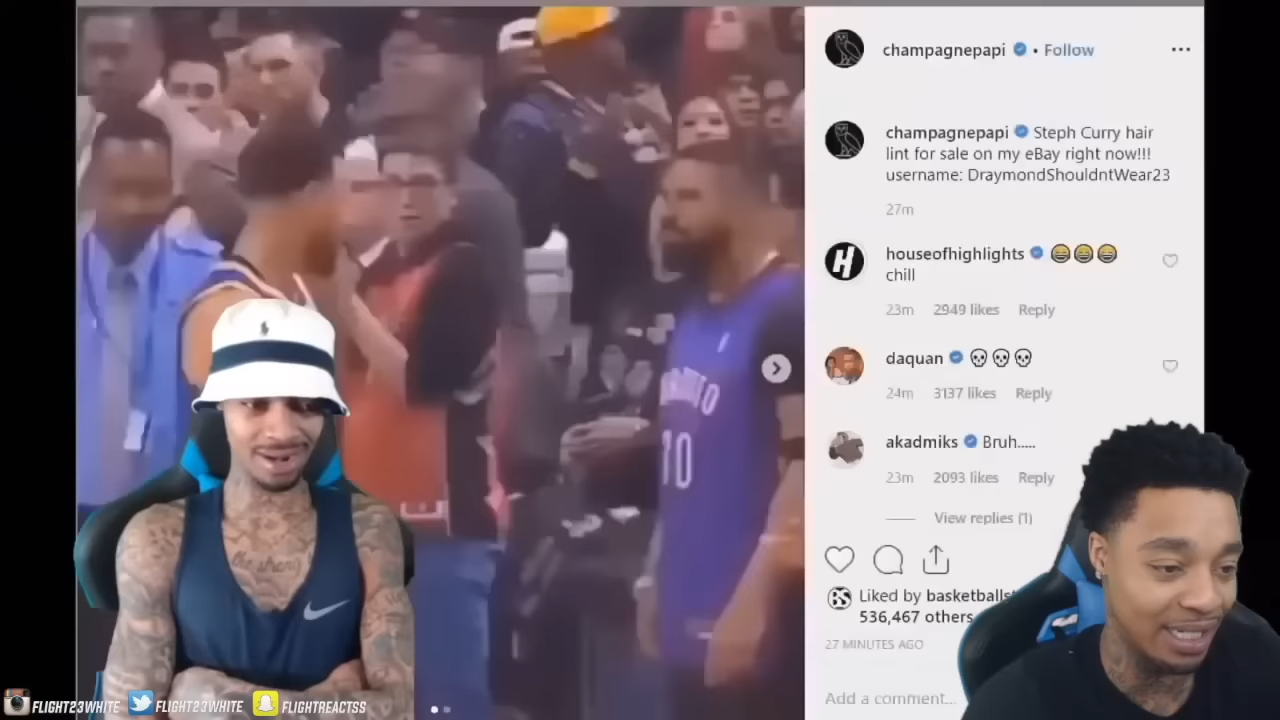 champagnepapi • Follow
champagnepapi Steph Curry hair
lint for sale on my eBay right now!!!
username: DraymondShouldntWear23
27m
houseofhighlights 😂😂😂
chill
23m 2949 likes Reply
daquan 💀💀💀
24m 3137 likes Reply
akadmiks Bruh.....
23m 2093 likes Reply
View replies (1)
Liked by
536,467 others
27 MINUTES AGO
Add a comment...
30
FLIGHT23WHITE FLIGHT23WHITE FLIGHTREACTSS